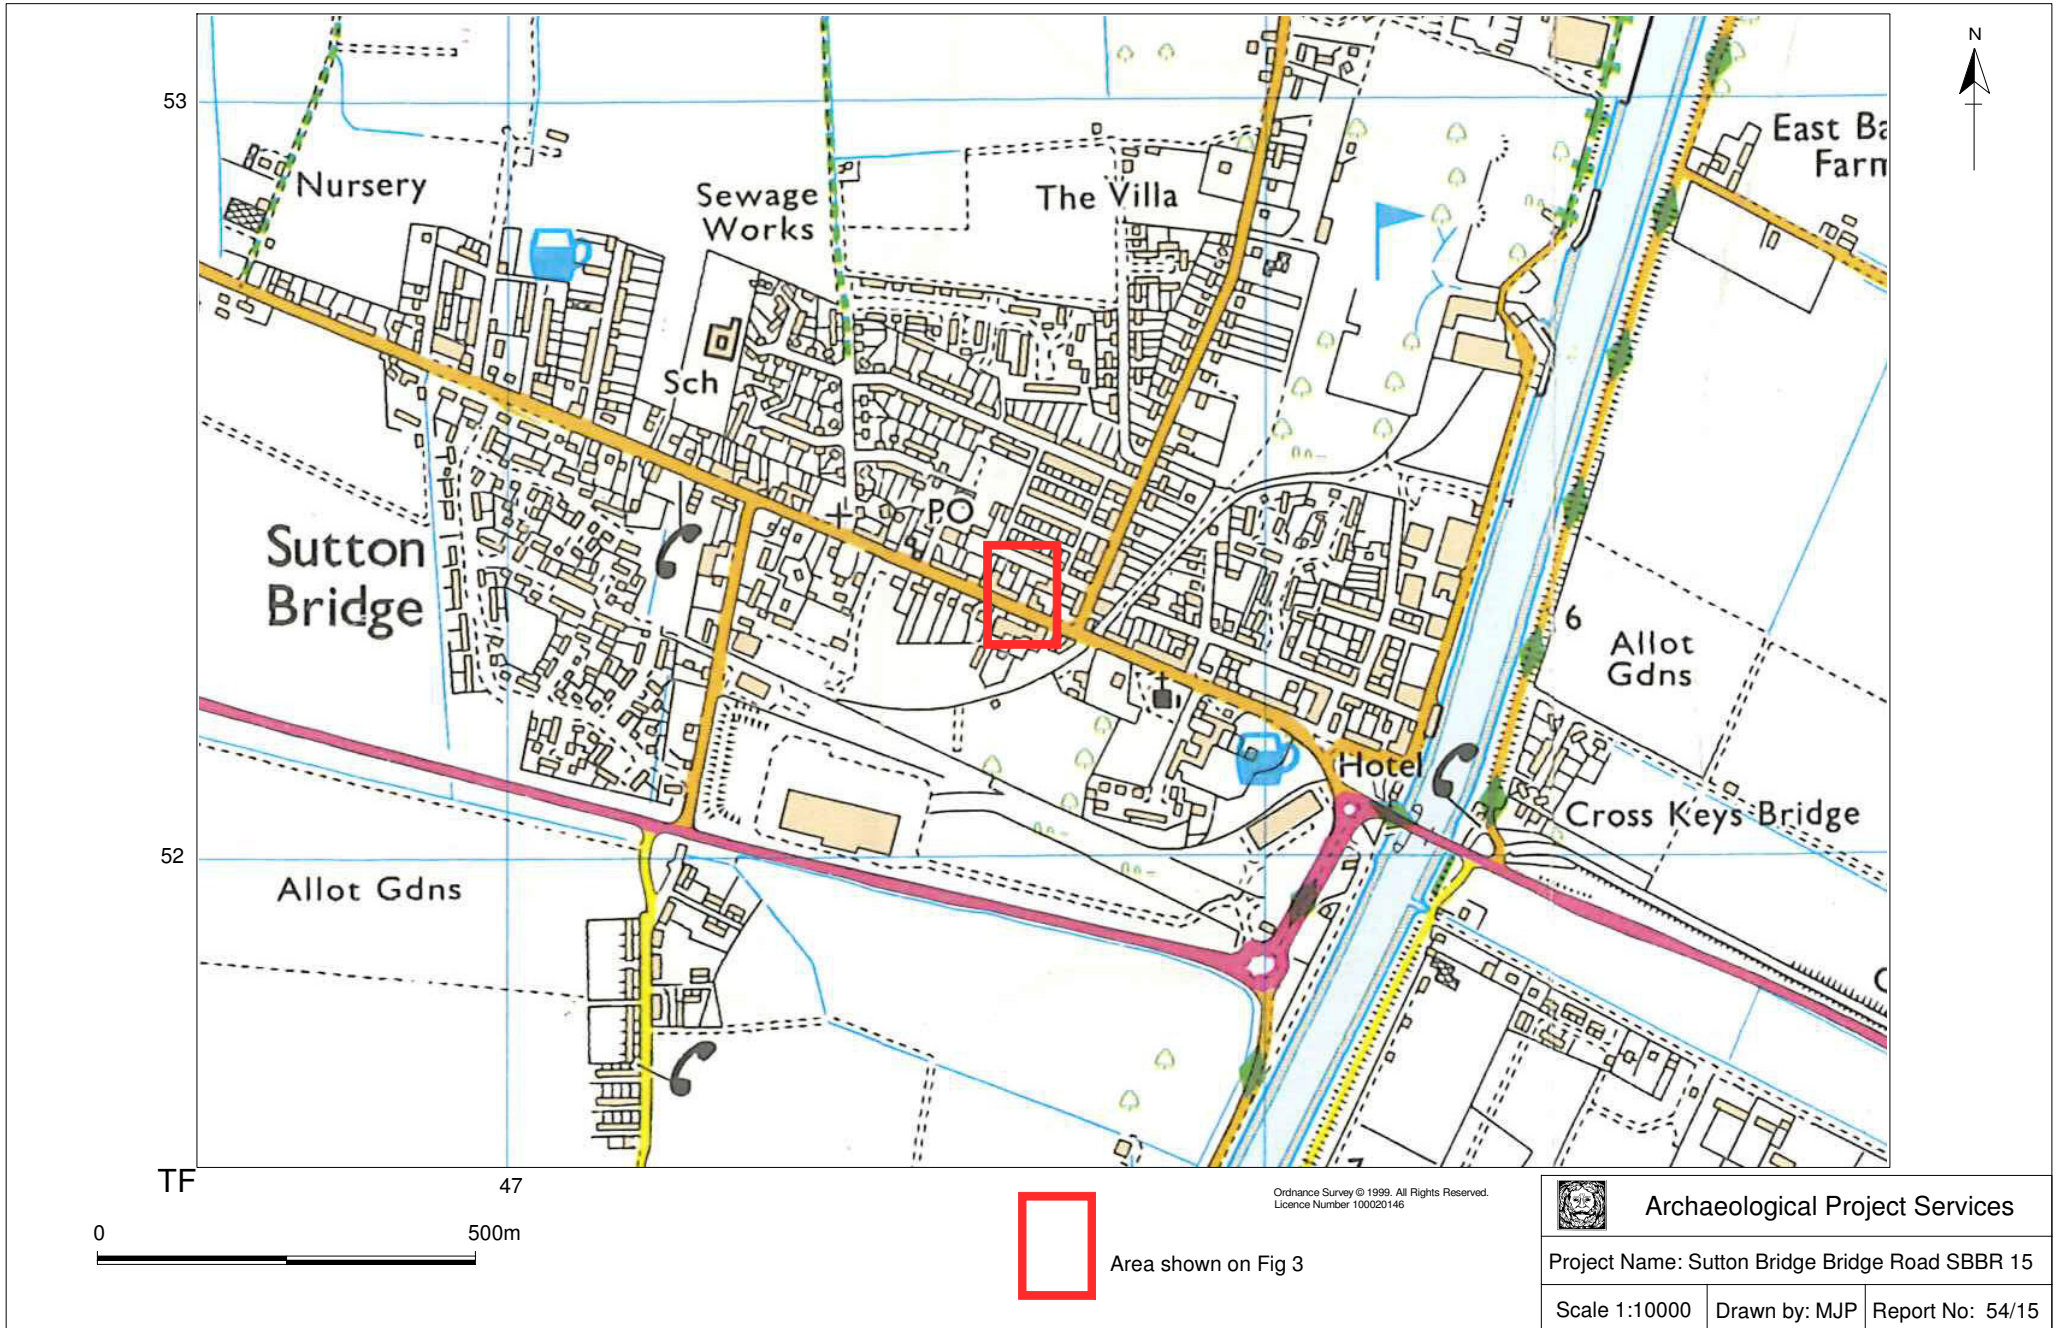 N
53
East Ba
Farm
Nursery
Sewage
Works
The Villa
Sch
PO
Sutton
Bridge
6
Allot
Gdns
Hotel
Cross Keys Bridge
52
Allot Gdns
TF
47
0
500m
Ordnance Survey © 1999. All Rights Reserved.
Licence Number 100020146
Area shown on Fig 3
Archaeological Project Services
Project Name: Sutton Bridge Bridge Road SBBR 15
Scale 1:10000
Drawn by: MJP
Report No: 54/15